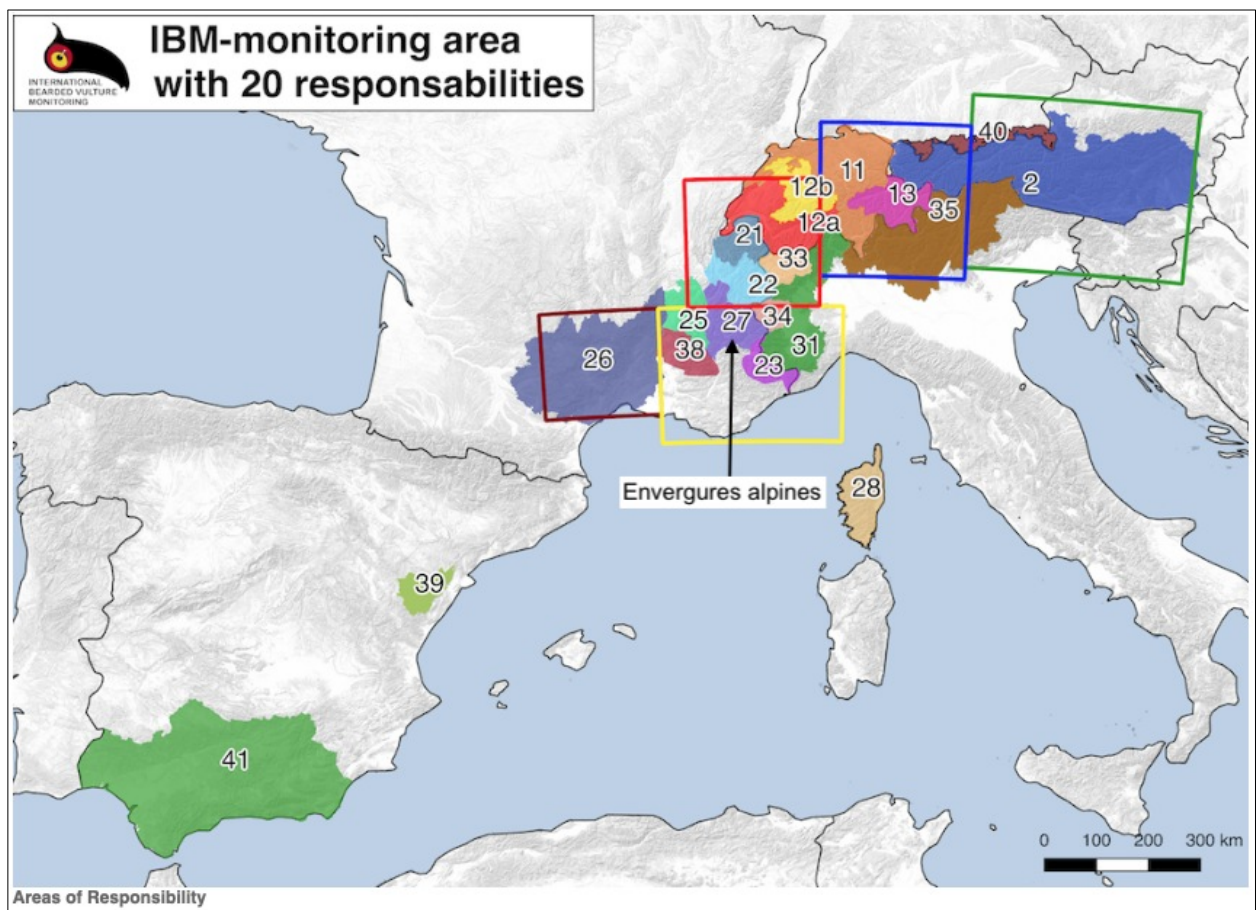 IBM-monitoring area
with 20 responsabilities
INTERNATIONAL
BEARDED VULTURE
MONITORING
40
11
12b
13
2
35
12a
21
33
22
25
27
34
26
38
31
23
Envergures alpines
28
39
41
0 100 200 300 km
Areas of Responsibility